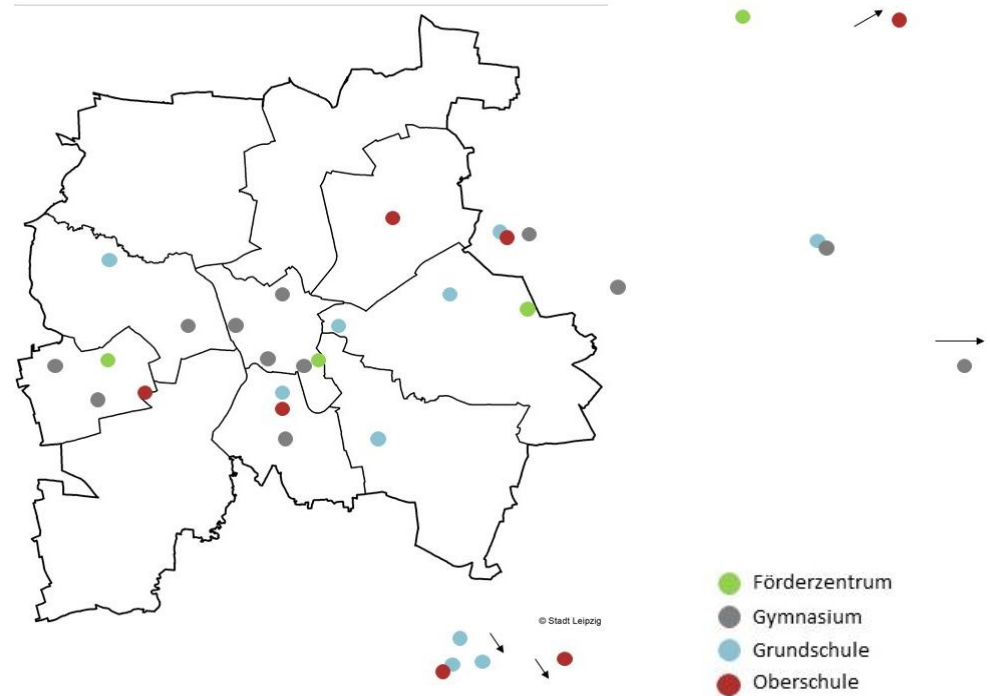 © Stadt Leipzig
Förderzentrum
Gymnasium
Grundschule
Oberschule